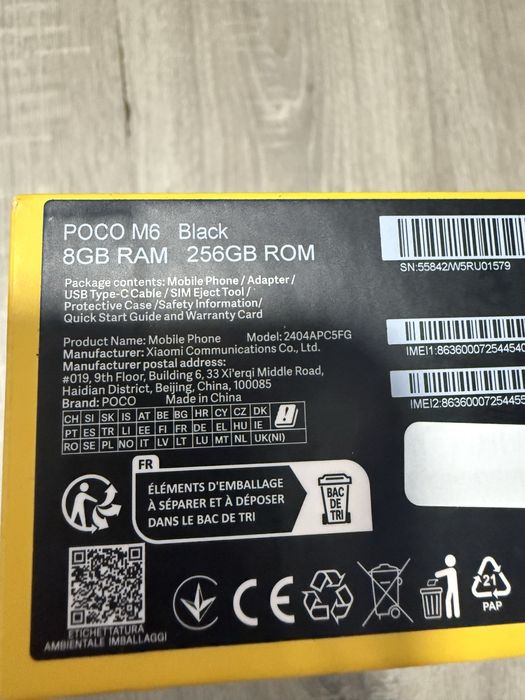 POCO M6 Black
8GB RAM 256GB ROM
Package contents: Mobile Phone / Adapter /
USB Type-C Cable / SIM Eject Tool /
Protective Case /Safety Information/
Quick Start Guide and Warranty Card
Product Name: Mobile Phone Model: 2404APC5FG
Manufacturer: Xiaomi Communications Co., Ltd.
Manufacturer postal address:
#019, 9th Floor, Building 6, 33 Xi'erqi Middle Road,
Haidian District, Beijing, China, 100085
Brand: POCO Made in China
CH SI SK IS AT BE BG HR CY CZ DK
PT ES TR LI EE FI FR DE EL HU IE
RO SE PL NO IT LV LT LU MT NL UK(NI)
SN:55842/W5RU01579
IMEI1:863600072544540
IMEI2:8636000725445
FR
ÉLÉMENTS D'EMBALLAGE
À SÉPARER ET À DÉPOSER
DANS LE BAC DE TRI
BAC
DE
TRI
ETICHETTATURA
AMBIENTALE IMBALLAGGI
CE
21
PAP